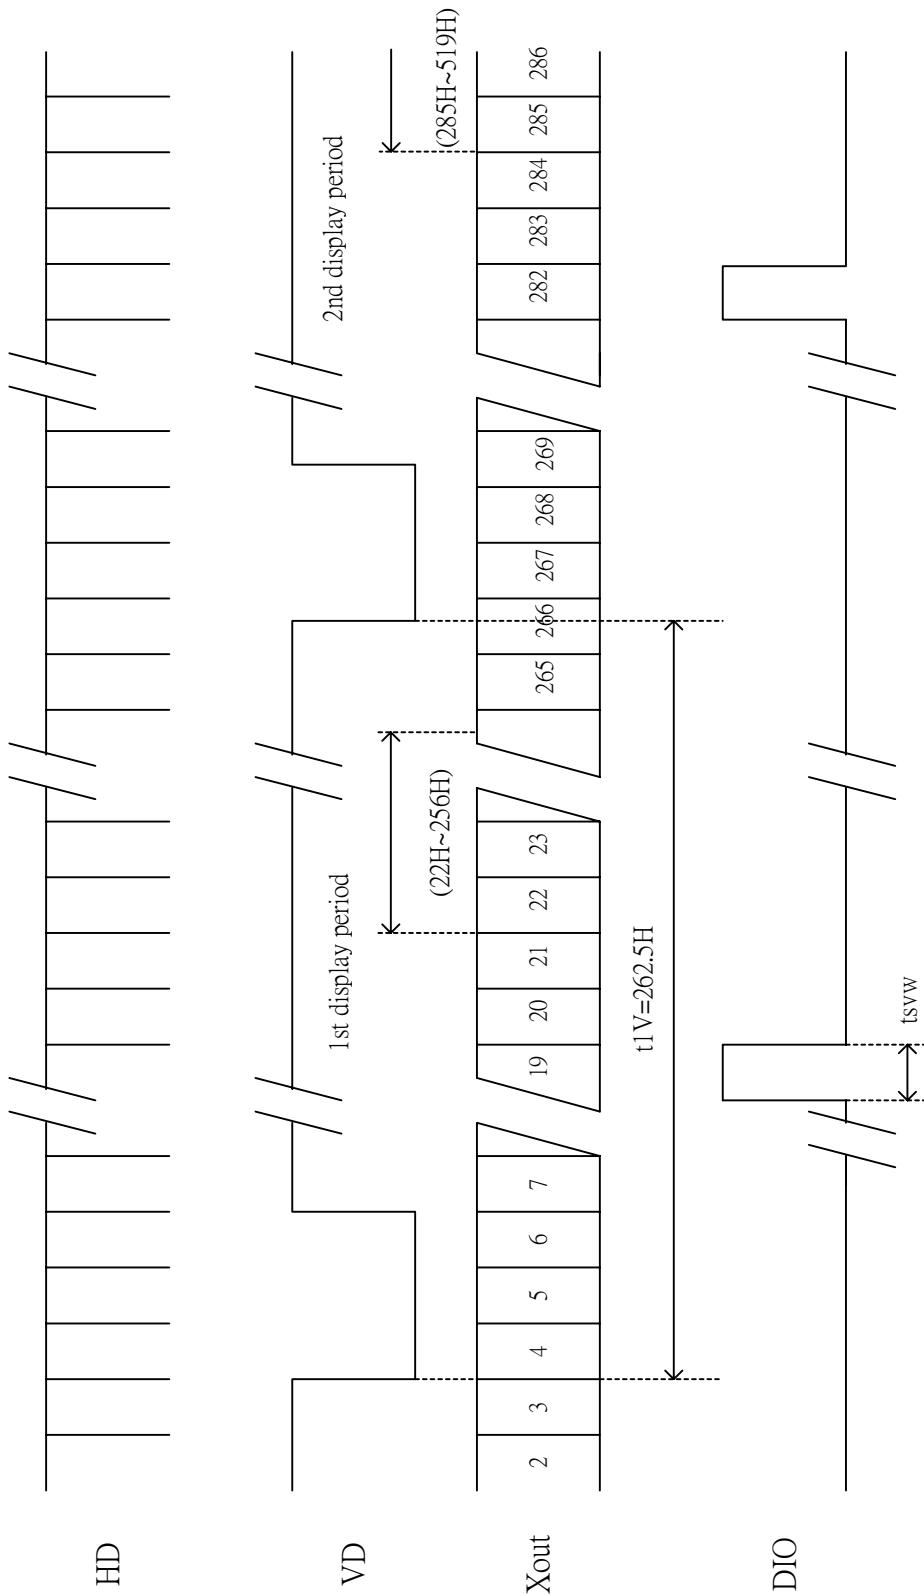 HD
VD
1st display period
2nd display period
(22H~256H)
(285H~519H)
Xout
2 3 4 5 6 7 19 20 21 22 23 265 266 267 268 269 282 283 284 285 286
t1V=262.5H
DIO
tsvw